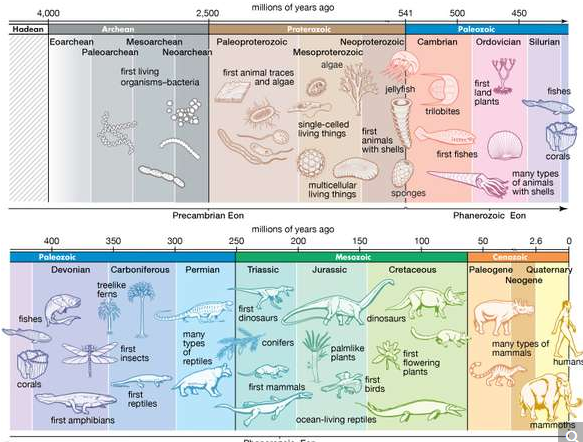 millions of years ago
4,000 2,500 541 500 450
Hadean Archean Proterozoic Paleozoic
Eoarchean Mesoarchean Paleoproterozoic Neoproterozoic Cambrian Ordovician Silurian
Paleoarchean Neoarchean Mesoproterozoic
first living
organisms–bacteria
first animal traces
and algae
algae
single-celled
living things
multicellular
living things
first
animals
with shells
jellyfish
sponges
trilobites
first fishes
first
land
plants
many types
of animals
with shells
fishes
corals
Precambrian Eon Phanerozoic Eon
millions of years ago
400 350 300 250 200 150 100 50 2.6 0
Paleozoic Mesozoic Cenozoic
Devonian Carboniferous Permian Triassic Jurassic Cretaceous Paleogene Quaternary
Neogene
fishes
corals
first amphibians
treelike
ferns
first
insects
first
reptiles
many
types
of
reptiles
first
dinosaurs
conifers
first mammals
ocean-living reptiles
palmlike
plants
dinosaurs
first
birds
first
flowering
plants
many types of
mammals
humans
mammoths
Phanerozoic Eon